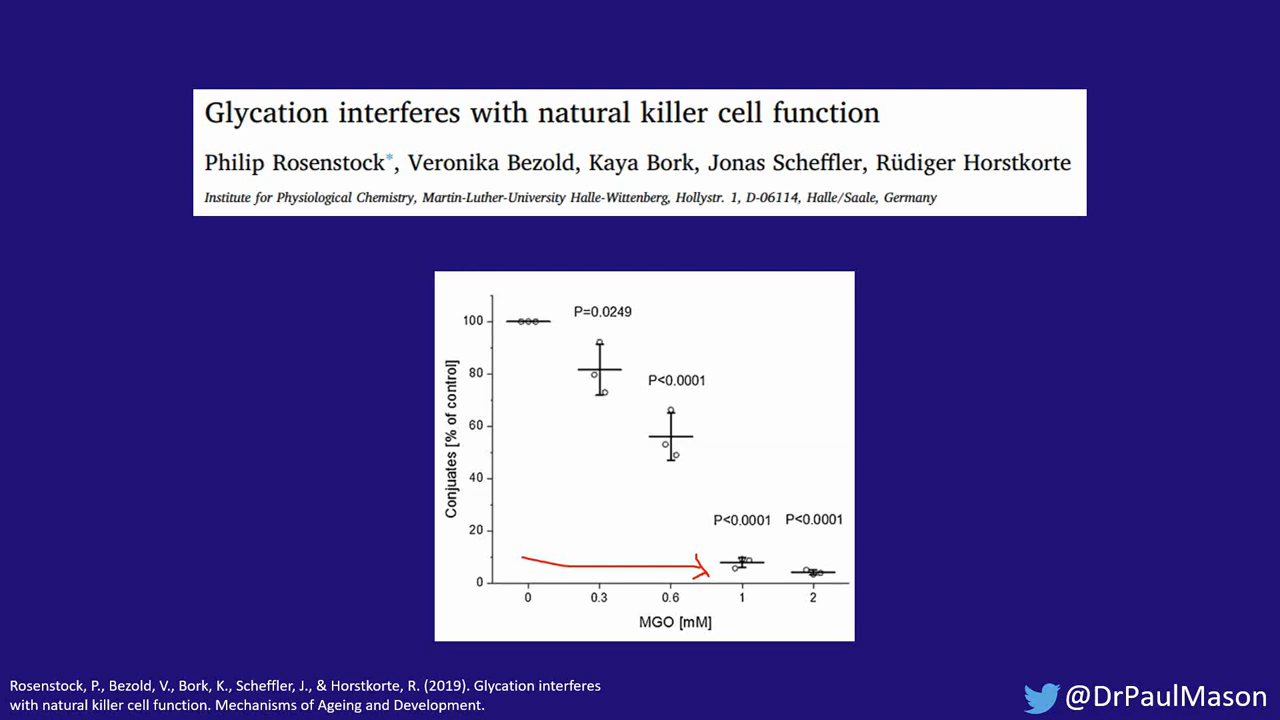 Glycation interferes with natural killer cell function
Philip Rosenstock*, Veronika Bezold, Kaya Bork, Jonas Scheffler, Rüdiger Horstkorte
Institute for Physiological Chemistry, Martin-Luther-University Halle-Wittenberg, Hollystr. 1, D-06114, Halle/Saale, Germany
Conjuates [% of control]
100
80
60
40
20
0
P=0.0249
P<0.0001
P<0.0001 P<0.0001
0 0.3 0.6 1 2
MGO [mM]
Rosenstock, P., Bezold, V., Bork, K., Scheffler, J., & Horstkorte, R. (2019). Glycation interferes
with natural killer cell function. Mechanisms of Ageing and Development.
@DrPaulMason